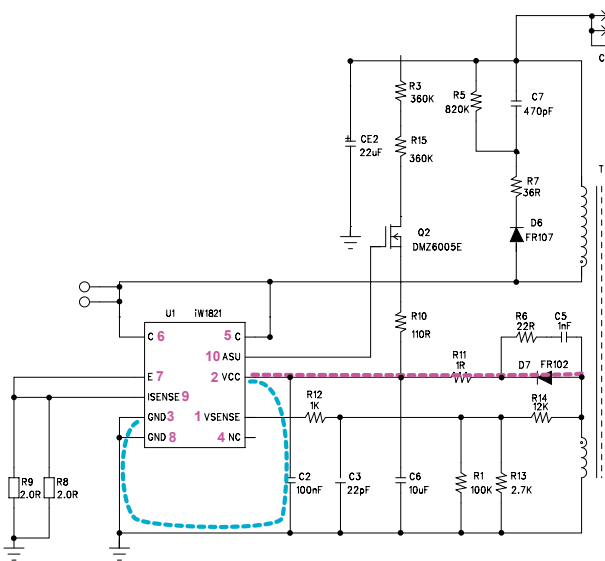 C
R3
360K
R5
820K
C7
470pF
CE2
22uF
R15
360K
T
R7
36R
D6
FR107
Q2
DMZ6005E
U1 iW1821
R10
110R
R6
22R
C5
1nF
C 6
5 C
10 ASU
R11
1R
D7 FR102
E 7
2 VCC
ISENSE 9
R12
1K
R14
12K
GND 3
1 VSENSE
GND 8
4 NC
R9
2.0R
R8
2.0R
C2
100nF
C3
22pF
C6
10uF
R1
100K
R13
2.7K